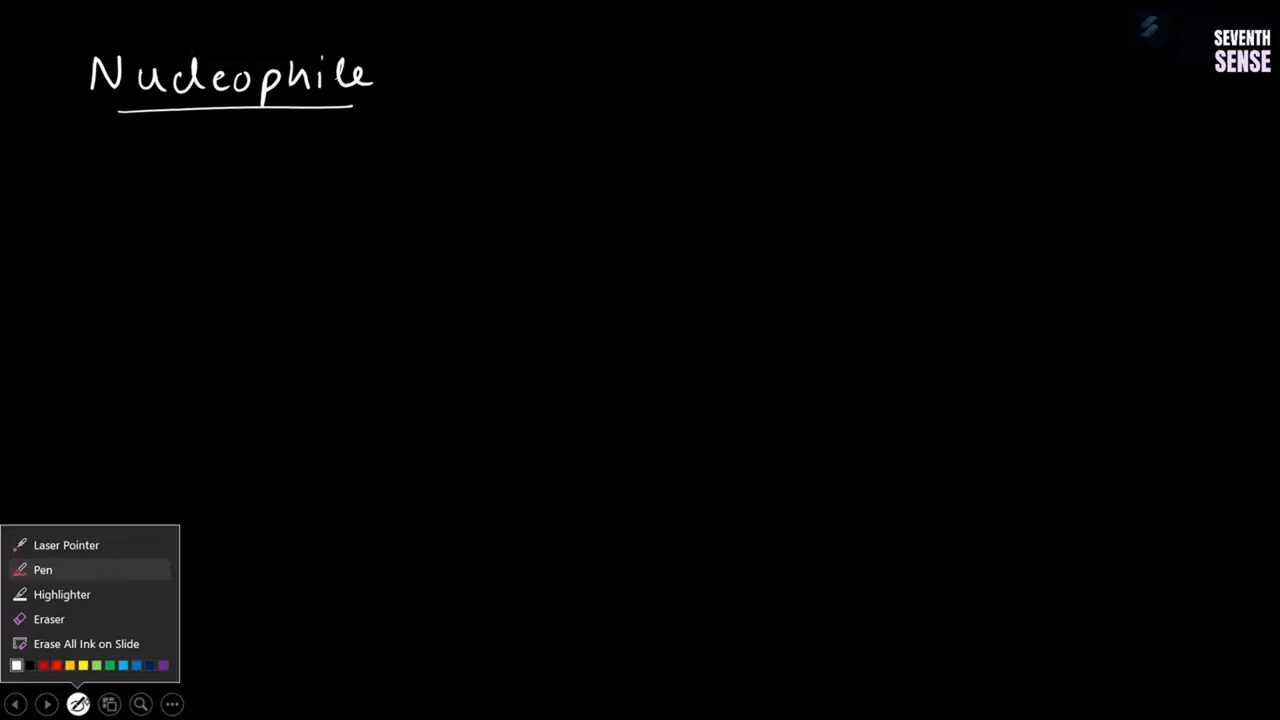 Nucleophile
SEVENTH
SENSE
Laser Pointer
Pen
Highlighter
Eraser
Erase All Ink on Slide